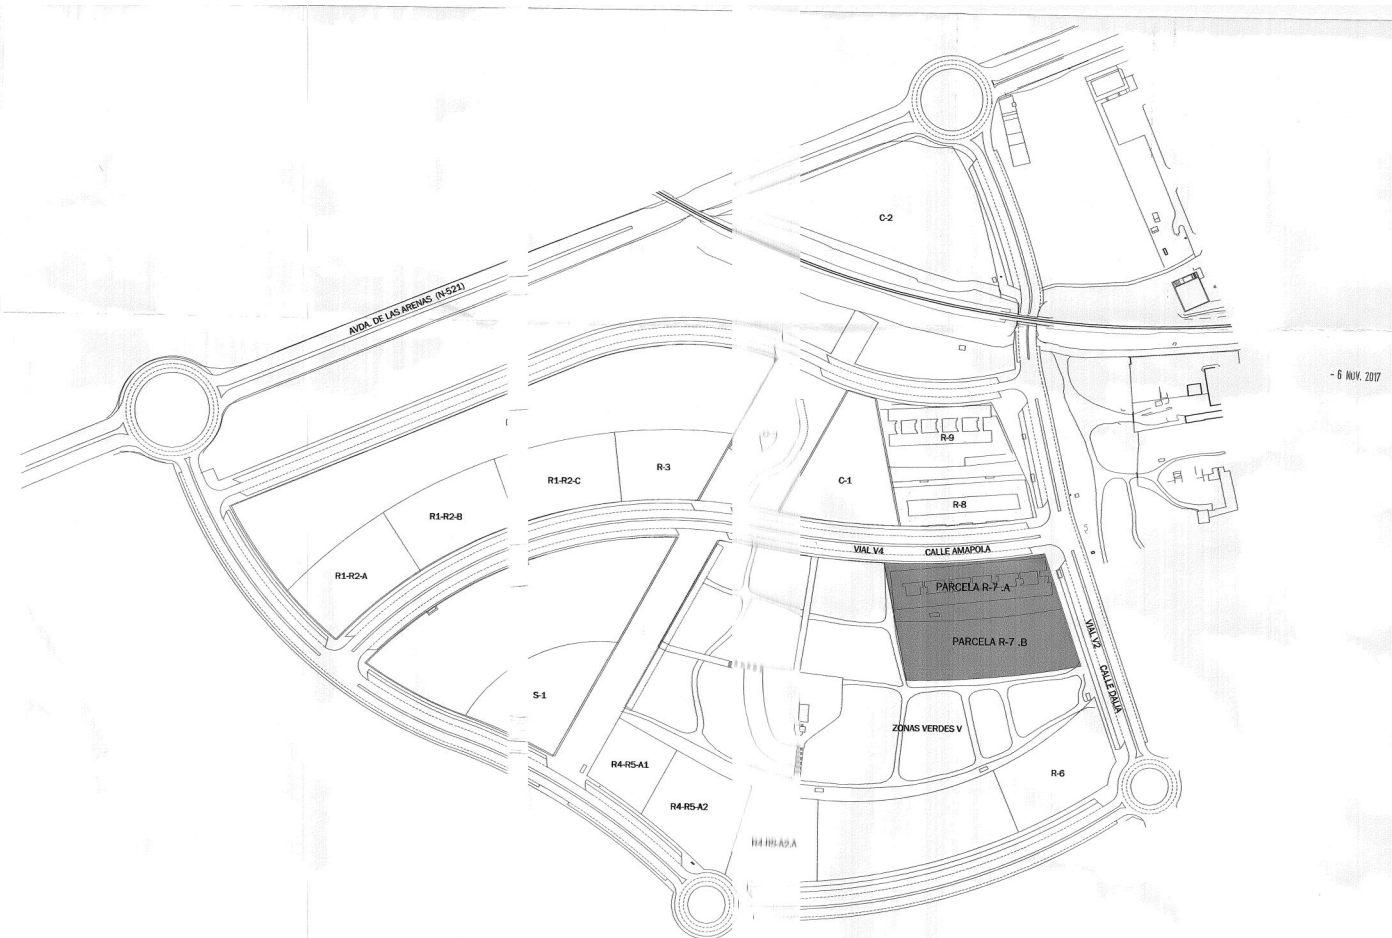 C-2
AVDA. DE LAS ARENAS (N-521)
- 6 NOV. 2017
R-9
R-3
R1-R2-C
C-1
R-8
R1-R2-B
VIAL V4 CALLE AMAPOLA
R1-R2-A
PARCELA R-7 .A
PARCELA R-7 .B
VIAL V2 CALLE DALIA
S-1
ZONAS VERDES V
R4-R5-A1
R-6
R4-R5-A2